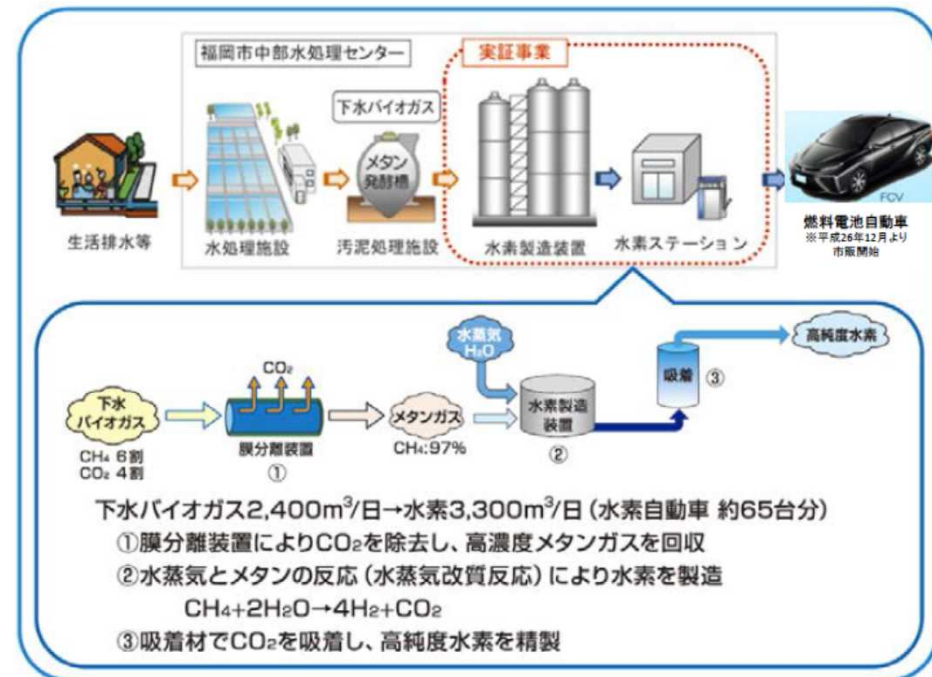 福岡市中部水処理センター
実証事業
下水バイオガス
メタン
発酵槽
生活排水等
水処理施設
汚泥処理施設
水素製造装置
水素ステーション
FCV
燃料電池自動車
※平成26年12月より
市販開始
水蒸気
H₂O
高純度水素
CO₂
吸着
③
下水
バイオガス
メタンガス
水素製造
装置
CH₄ 6割
CO₂ 4割
膜分離装置
①
CH₄:97%
②
下水バイオガス2,400m³/日→水素3,300m³/日(水素自動車 約65台分)
①膜分離装置によりCO₂を除去し、高濃度メタンガスを回収
②水蒸気とメタンの反応(水蒸気改質反応)により水素を製造
CH₄+2H₂O→4H₂+CO₂
③吸着材でCO₂を吸着し、高純度水素を精製